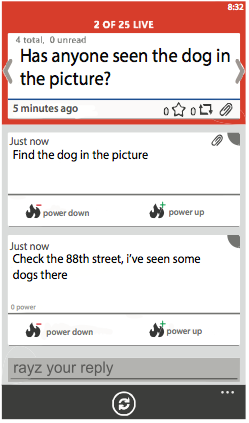 8:32
2 OF 25 LIVE
4 total, 0 unread
Has anyone seen the dog in
the picture?
5 minutes ago 0 0
Just now
Find the dog in the picture
power down power up
Just now
Check the 88th street, i've seen some
dogs there
0 power
power down power up
rayz your reply